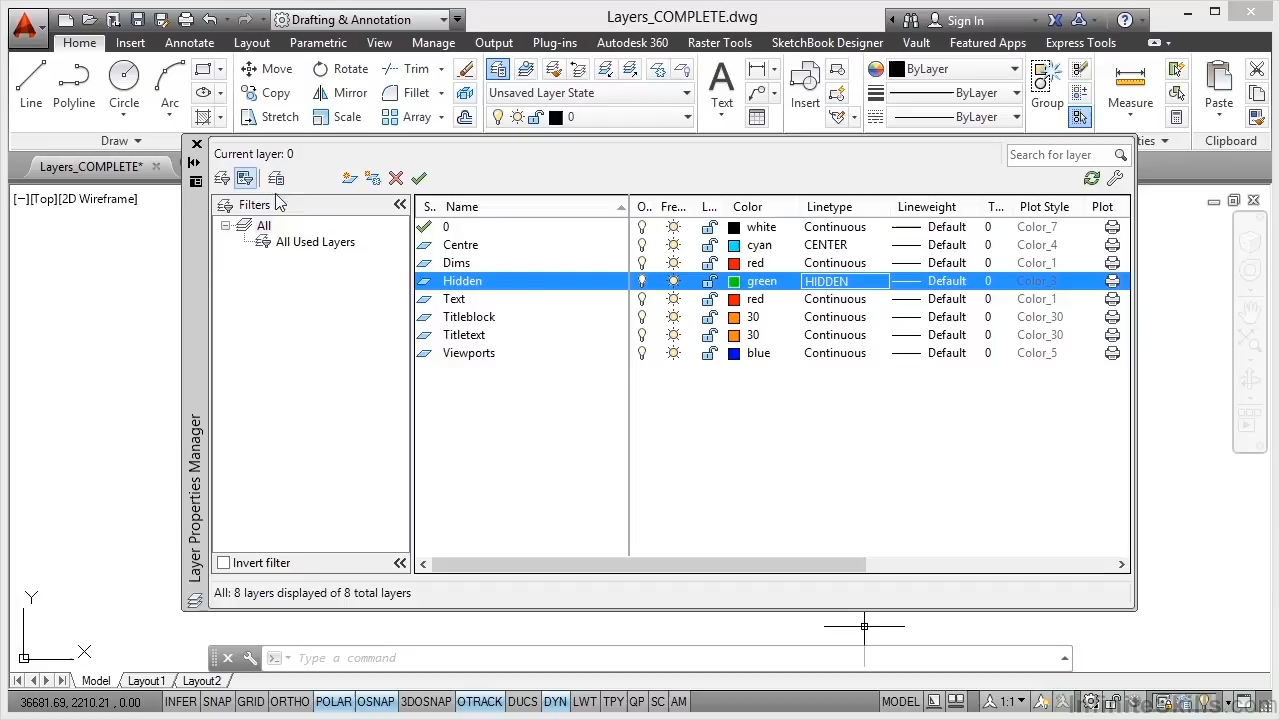 Drafting & Annotation
Layers_COMPLETE.dwg
Sign In
Home Insert Annotate Layout Parametric View Manage Output Plug-ins Autodesk 360 Raster Tools SketchBook Designer Vault Featured Apps Express Tools
Line
Polyline
Circle
Arc
Move Rotate Trim
Copy Mirror Fillet
Stretch Scale Array
Unsaved Layer State
0
Text
Insert
ByLayer
ByLayer
ByLayer
Group
Measure
Paste
Draw
Clipboard
Layers_COMPLETE*
[−][Top][2D Wireframe]
Current layer: 0
Search for layer
Filters
All
All Used Layers
Invert filter
S.. Name O.. Fre... L... Color Linetype Lineweight T... Plot Style Plot
0 white Continuous Default 0 Color_7
Centre cyan CENTER Default 0 Color_4
Dims red Continuous Default 0 Color_1
Hidden green HIDDEN Default 0 Color_3
Text red Continuous Default 0 Color_1
Titleblock 30 Continuous Default 0 Color_30
Titletext 30 Continuous Default 0 Color_30
Viewports blue Continuous Default 0 Color_5
Layer Properties Manager
All: 8 layers displayed of 8 total layers
Y
X
Type a command
Model Layout1 Layout2
36681.69, 2210.21 , 0.00 INFER SNAP GRID ORTHO POLAR OSNAP 3DOSNAP OTRACK DUCS DYN LWT TPY QP SC AM MODEL 1:1
InfiniteSkills.com